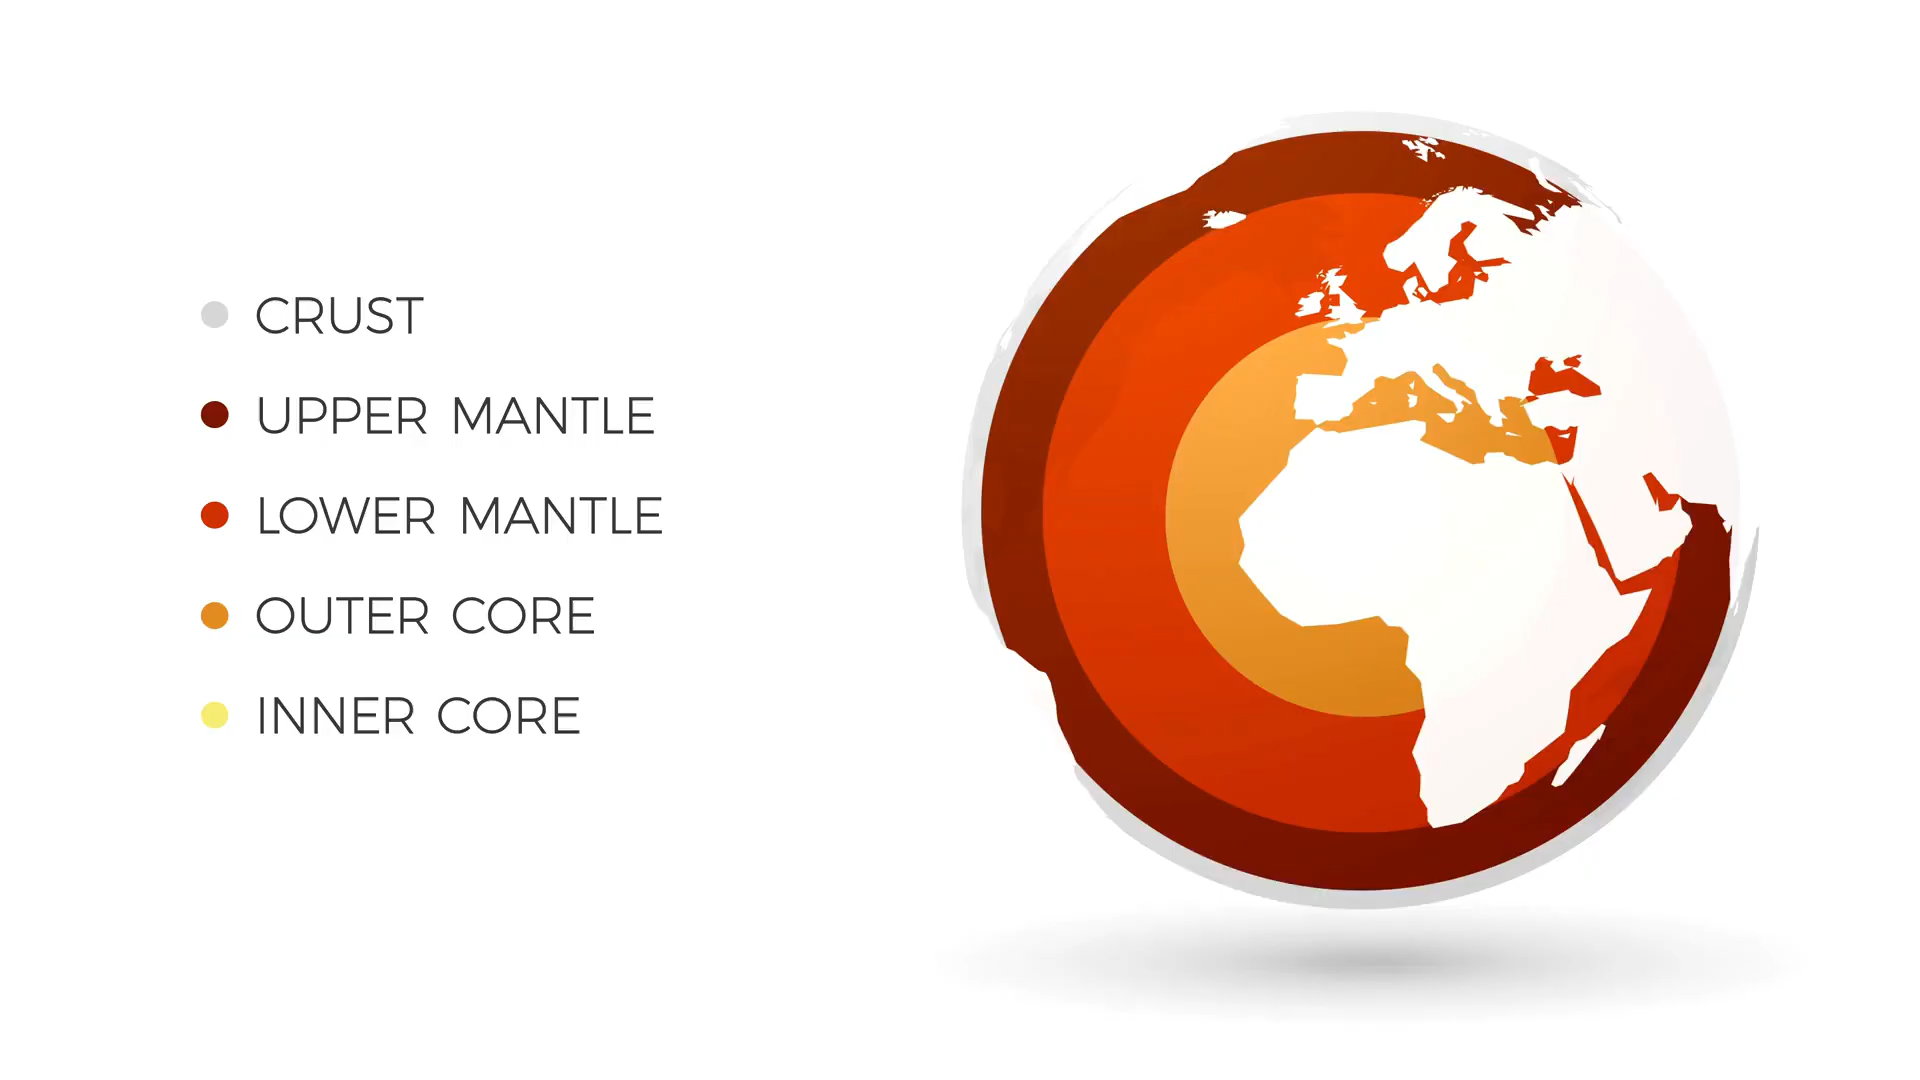 CRUST
UPPER MANTLE
LOWER MANTLE
OUTER CORE
INNER CORE